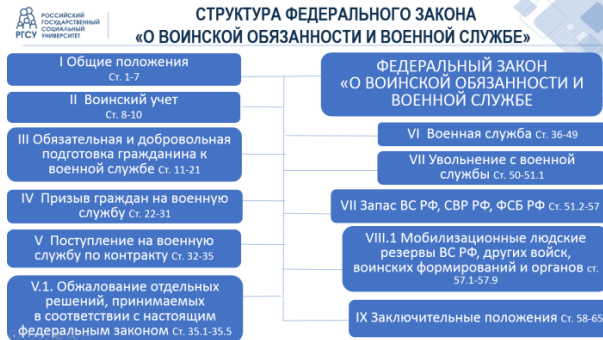 РОССИЙСКИЙ
ГОСУДАРСТВЕННЫЙ
СОЦИАЛЬНЫЙ
УНИВЕРСИТЕТ
РГСУ
СТРУКТУРА ФЕДЕРАЛЬНОГО ЗАКОНА
«О ВОИНСКОЙ ОБЯЗАННОСТИ И ВОЕННОЙ СЛУЖБЕ»
I Общие положения
Ст. 1-7
II Воинский учет
Ст. 8-10
III Обязательная и добровольная
подготовка гражданина к
военной службе Ст. 11-21
IV Призыв граждан на военную
службу Ст. 22-31
V Поступление на военную
службу по контракту Ст. 32-35
V.1. Обжалование отдельных
решений, принимаемых
в соответствии с настоящим
федеральным законом Ст. 35.1-35.5
ФЕДЕРАЛЬНЫЙ ЗАКОН
«О ВОИНСКОЙ ОБЯЗАННОСТИ И
ВОЕННОЙ СЛУЖБЕ
VI Военная служба Ст. 36-49
VII Увольнение с военной
службы Ст. 50-51.1
VII Запас ВС РФ, СВР РФ, ФСБ РФ Ст. 51.2-57
VIII.1 Мобилизационные людские
резервы ВС РФ, других войск,
воинских формирований и органов ст.
57.1-57.9
IX Заключительные положения Ст. 58-65